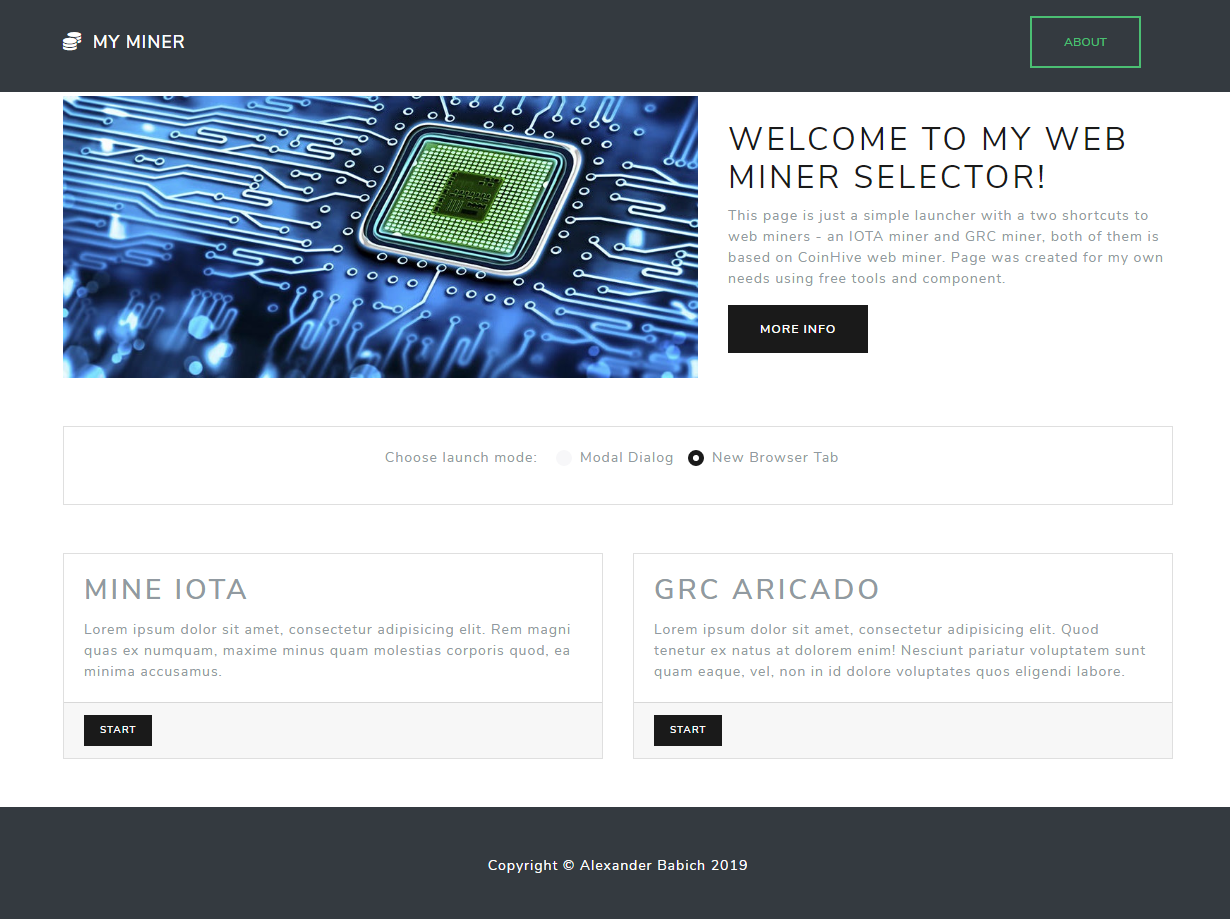 MY MINER
ABOUT
WELCOME TO MY WEB
MINER SELECTOR!
This page is just a simple launcher with a two shortcuts to
web miners - an IOTA miner and GRC miner, both of them is
based on CoinHive web miner. Page was created for my own
needs using free tools and component.
MORE INFO
Choose launch mode: Modal Dialog New Browser Tab
MINE IOTA
Lorem ipsum dolor sit amet, consectetur adipisicing elit. Rem magni
quas ex numquam, maxime minus quam molestias corporis quod, ea
minima accusamus.
START
GRC ARICADO
Lorem ipsum dolor sit amet, consectetur adipisicing elit. Quod
tenetur ex natus at dolorem enim! Nesciunt pariatur voluptatem sunt
quam eaque, vel, non in id dolore voluptates quos eligendi labore.
START
Copyright © Alexander Babich 2019